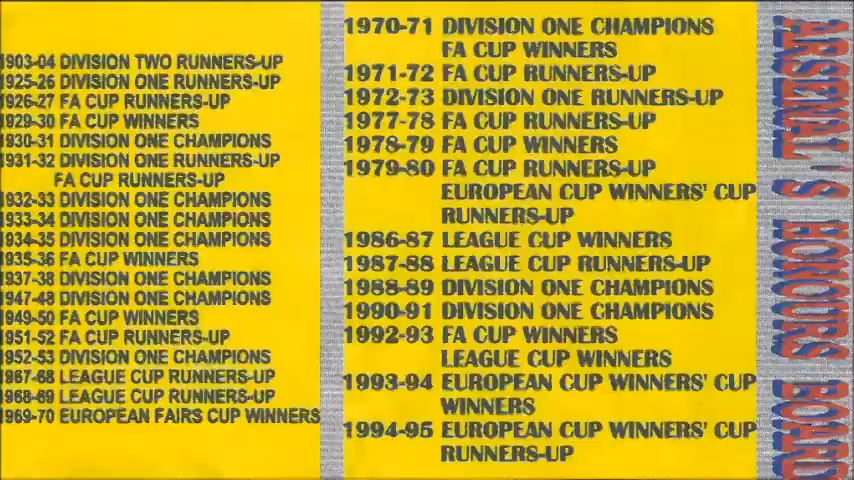 1903-04 DIVISION TWO RUNNERS-UP
1925-26 DIVISION ONE RUNNERS-UP
1926-27 FA CUP RUNNERS-UP
1929-30 FA CUP WINNERS
1930-31 DIVISION ONE CHAMPIONS
1931-32 DIVISION ONE RUNNERS-UP
FA CUP RUNNERS-UP
1932-33 DIVISION ONE CHAMPIONS
1933-34 DIVISION ONE CHAMPIONS
1934-35 DIVISION ONE CHAMPIONS
1935-36 FA CUP WINNERS
1937-38 DIVISION ONE CHAMPIONS
1947-48 DIVISION ONE CHAMPIONS
1949-50 FA CUP WINNERS
1951-52 FA CUP RUNNERS-UP
1952-53 DIVISION ONE CHAMPIONS
1967-68 LEAGUE CUP RUNNERS-UP
1968-69 LEAGUE CUP RUNNERS-UP
1969-70 EUROPEAN FAIRS CUP WINNERS
1970-71 DIVISION ONE CHAMPIONS
FA CUP WINNERS
1971-72 FA CUP RUNNERS-UP
1972-73 DIVISION ONE RUNNERS-UP
1977-78 FA CUP RUNNERS-UP
1978-79 FA CUP WINNERS
1979-80 FA CUP RUNNERS-UP
EUROPEAN CUP WINNERS' CUP
RUNNERS-UP
1986-87 LEAGUE CUP WINNERS
1987-88 LEAGUE CUP RUNNERS-UP
1988-89 DIVISION ONE CHAMPIONS
1990-91 DIVISION ONE CHAMPIONS
1992-93 FA CUP WINNERS
LEAGUE CUP WINNERS
1993-94 EUROPEAN CUP WINNERS' CUP
WINNERS
1994-95 EUROPEAN CUP WINNERS' CUP
RUNNERS-UP
ARSENAL'S HONOURS BOARD